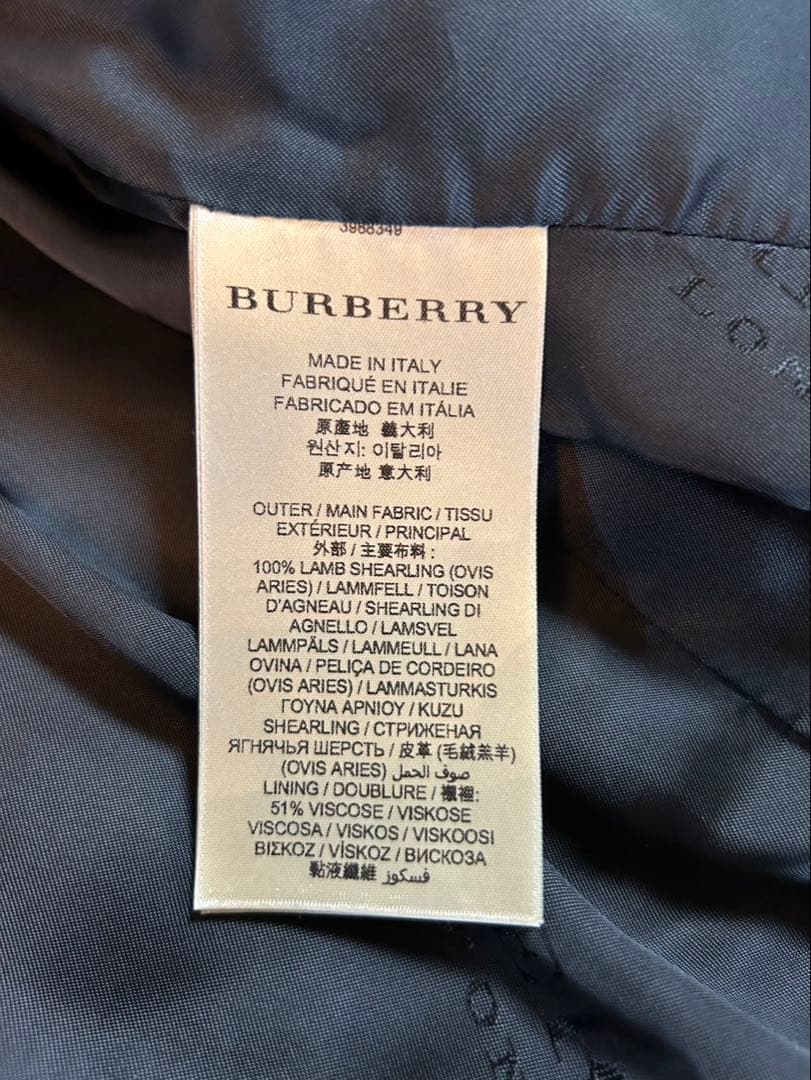 3968349
BURBERRY
MADE IN ITALY
FABRIQUÉ EN ITALIE
FABRICADO EM ITÁLIA
原產地 義大利
원산지: 이탈리아
原产地 意大利
OUTER / MAIN FABRIC / TISSU
EXTÉRIEUR / PRINCIPAL
外部 / 主要布料 :
100% LAMB SHEARLING (OVIS
ARIES) / LAMMFELL / TOISON
D'AGNEAU / SHEARLING DI
AGNELLO / LAMSVEL
LAMMPÄLS / LAMMEULL / LANA
OVINA / PELIÇA DE CORDEIRO
(OVIS ARIES) / LAMMASTURKIS
ΓΟΥΝΑ ΑΡΝΙΟΥ / KUZU
SHEARLING / СТРИЖЕНАЯ
ЯГНЯЧЬЯ ШЕРСТЬ / 皮革 (毛絨羔羊)
(OVIS ARIES) صوف الحمل
LINING / DOUBLURE / 襯裡:
51% VISCOSE / VISKOSE
VISCOSA / VISKOS / VISKOOSI
ΒΙΣΚΟΖ / VİSKOZ / ВИСКОЗА
黏液纖維 فسكوز